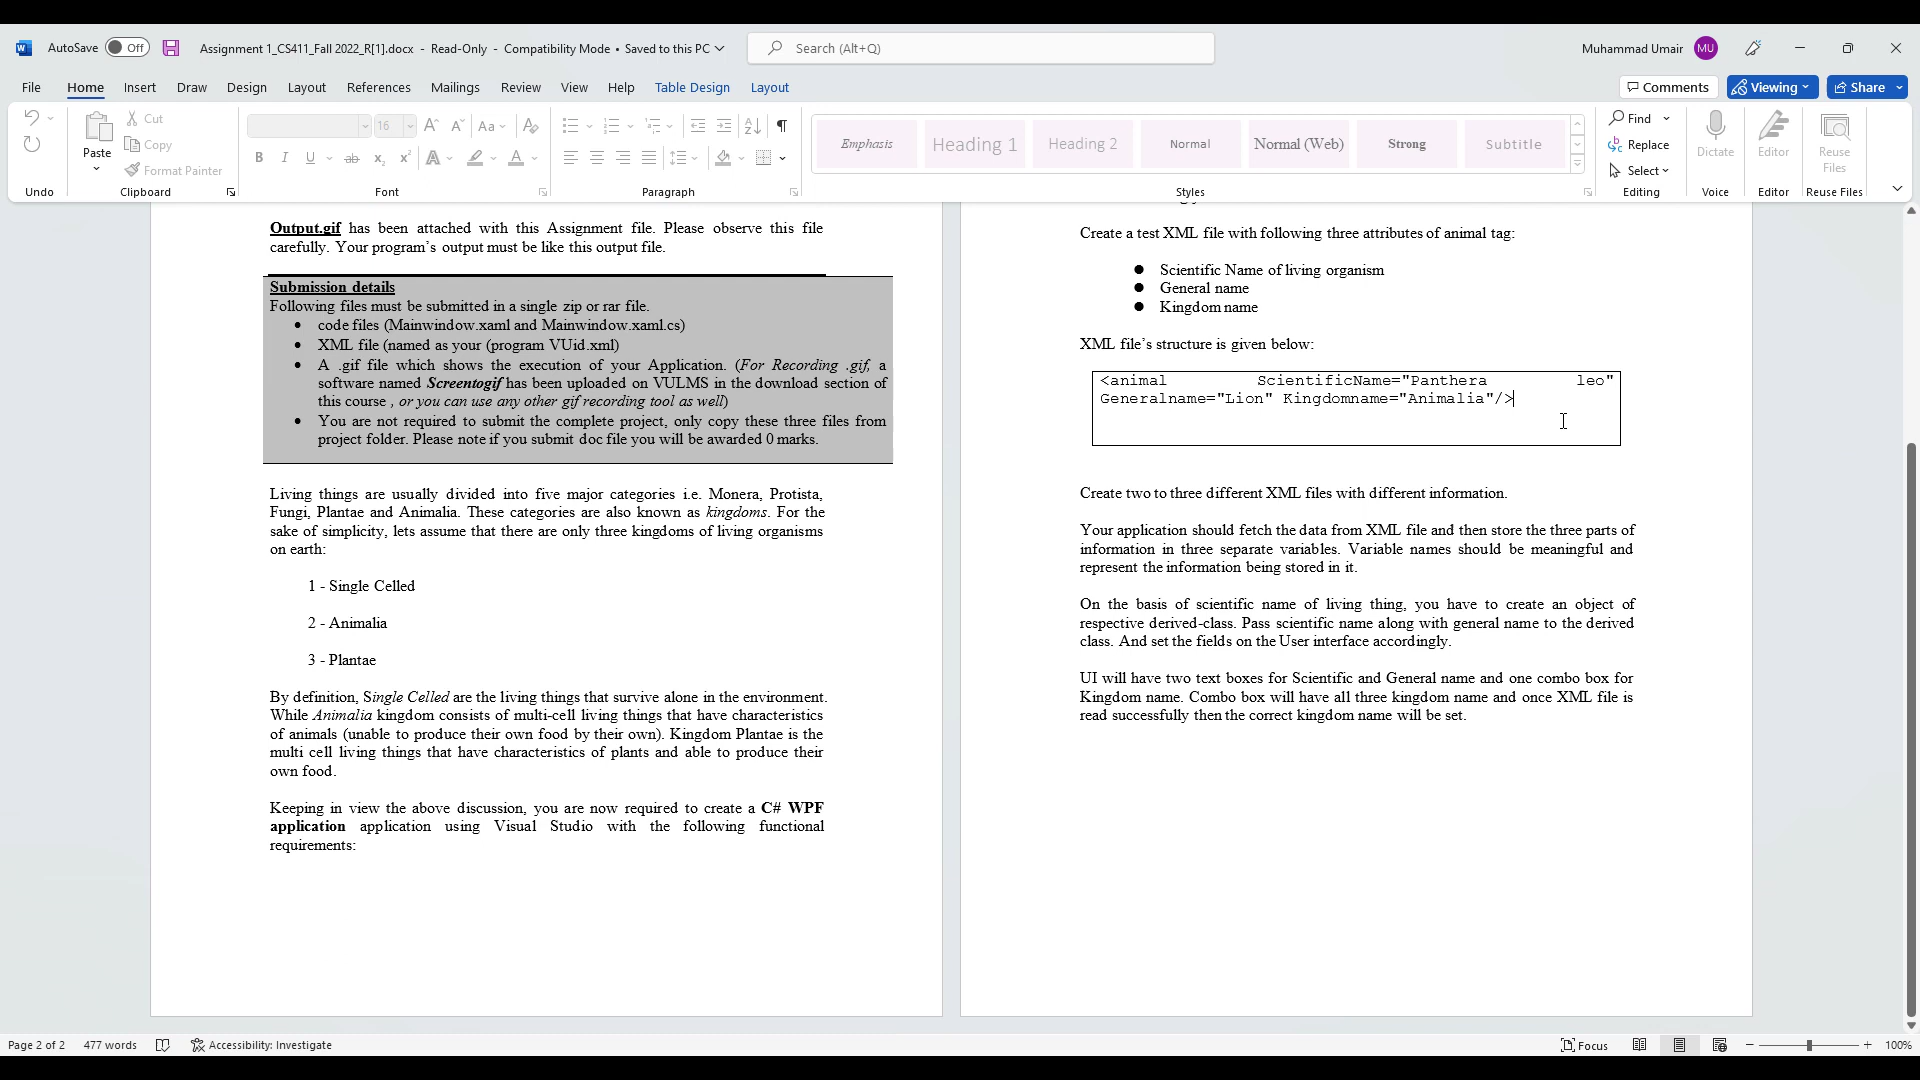 AutoSave Off Assignment 1_CS411_Fall 2022_R[1].docx - Read-Only - Compatibility Mode • Saved to this PC Search (Alt+Q) Muhammad Umair MU
File Home Insert Draw Design Layout References Mailings Review View Help Table Design Layout Comments Viewing Share
Paste Cut Copy Format Painter
16 Aa
B I U ab x₂ x² A A
Emphasis Heading 1 Heading 2 Normal Normal (Web) Strong Subtitle
Find Replace Select
Dictate Editor Reuse Files
Undo Clipboard Font Paragraph Styles Editing Voice Editor Reuse Files
Output.gif has been attached with this Assignment file. Please observe this file
carefully. Your program's output must be like this output file.
Submission details
Following files must be submitted in a single zip or rar file.
• code files (Mainwindow.xaml and Mainwindow.xaml.cs)
• XML file (named as your (program VUid.xml)
• A .gif file which shows the execution of your Application. (For Recording .gif, a
software named Screentogif has been uploaded on VULMS in the download section of
this course , or you can use any other gif recording tool as well)
• You are not required to submit the complete project, only copy these three files from
project folder. Please note if you submit doc file you will be awarded 0 marks.
Living things are usually divided into five major categories i.e. Monera, Protista,
Fungi, Plantae and Animalia. These categories are also known as kingdoms. For the
sake of simplicity, lets assume that there are only three kingdoms of living organisms
on earth:
1 - Single Celled
2 - Animalia
3 - Plantae
By definition, Single Celled are the living things that survive alone in the environment.
While Animalia kingdom consists of multi-cell living things that have characteristics
of animals (unable to produce their own food by their own). Kingdom Plantae is the
multi cell living things that have characteristics of plants and able to produce their
own food.
Keeping in view the above discussion, you are now required to create a C# WPF
application application using Visual Studio with the following functional
requirements:
Create a test XML file with following three attributes of animal tag:
● Scientific Name of living organism
● General name
● Kingdom name
XML file's structure is given below:
<animal ScientificName="Panthera leo"
Generalname="Lion" Kingdomname="Animalia"/>
Create two to three different XML files with different information.
Your application should fetch the data from XML file and then store the three parts of
information in three separate variables. Variable names should be meaningful and
represent the information being stored in it.
On the basis of scientific name of living thing, you have to create an object of
respective derived-class. Pass scientific name along with general name to the derived
class. And set the fields on the User interface accordingly.
UI will have two text boxes for Scientific and General name and one combo box for
Kingdom name. Combo box will have all three kingdom name and once XML file is
read successfully then the correct kingdom name will be set.
Page 2 of 2 477 words Accessibility: Investigate Focus 100%